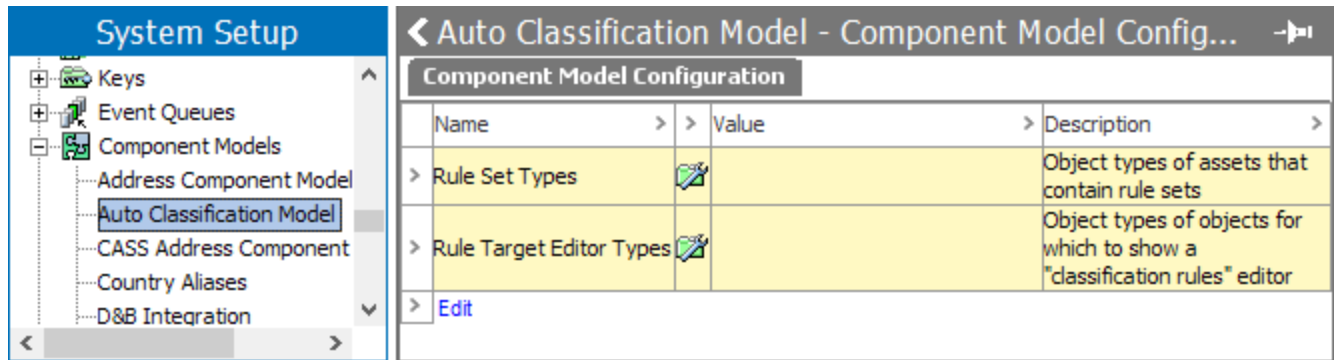 System Setup
Keys
Event Queues
Component Models
Address Component Model
Auto Classification Model
CASS Address Component
Country Aliases
D&B Integration
Auto Classification Model - Component Model Config...
Component Model Configuration
Name > > Value > Description >
> Rule Set Types Object types of assets that
contain rule sets
> Rule Target Editor Types Object types of objects for
which to show a
"classification rules" editor
> Edit